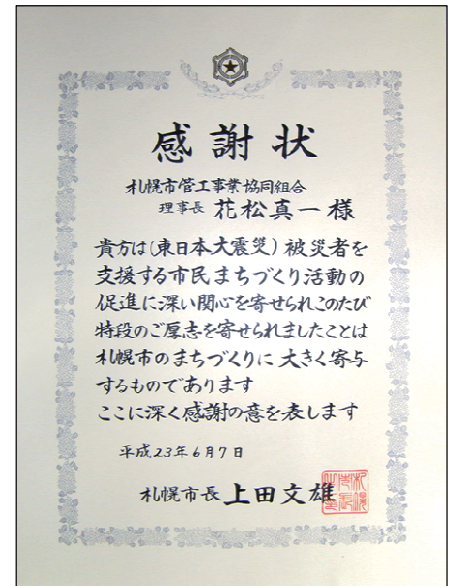 感謝状
札幌市管工事業協同組合
理事長 花松真一様
貴方は(東日本大震災)被災者を
支援する市民まちづくり活動の
促進に深い関心を寄せられこのたび
特段のご厚志を寄せられましたことは
札幌市のまちづくりに大きく寄与
するものであります
ここに深く感謝の意を表します
平成23年6月7日
札幌市長 上田文雄